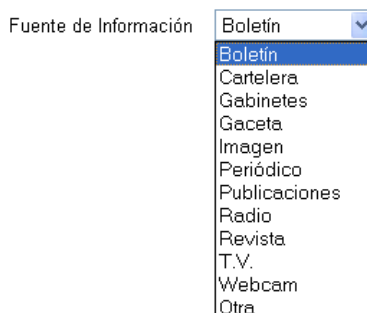 Fuente de Información Boletín
Boletín
Cartelera
Gabinetes
Gaceta
Imagen
Periódico
Publicaciones
Radio
Revista
T.V.
Webcam
Otra